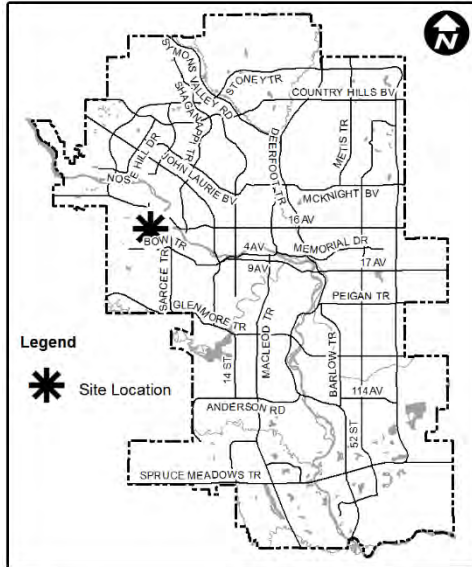 N
SYMONS VALLEY RD
STONEY TR
SHAGANAPPI TR
COUNTRY HILLS BV
METIS TR
DEERFOOT TR
NOSE HILL DR
JOHN LAURIE BV
MCKNIGHT BV
16 AV
BOW TR
4 AV
MEMORIAL DR
9 AV
17 AV
SARCEE TR
PEIGAN TR
GLENMORE TR
Legend
Site Location
14 ST
MACLEOD TR
BARLOW TR
114 AV
ANDERSON RD
52 ST
SPRUCE MEADOWS TR